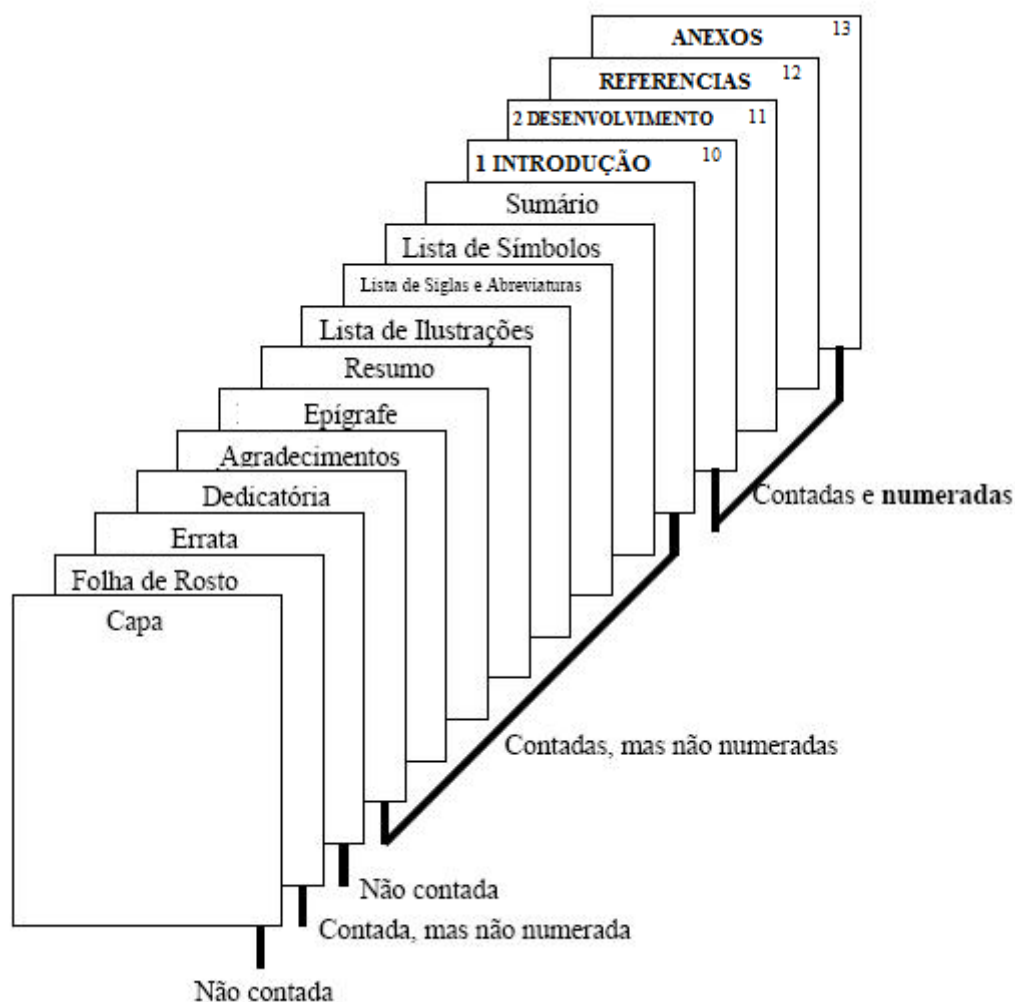 ANEXOS 13
REFERENCIAS 12
2 DESENVOLVIMENTO 11
1 INTRODUÇÃO 10
Sumário
Lista de Símbolos
Lista de Siglas e Abreviaturas
Lista de Ilustrações
Resumo
Epígrafe
Agradecimentos
Dedicatória
Errata
Folha de Rosto
Capa
Contadas e numeradas
Contadas, mas não numeradas
Não contada
Contada, mas não numerada
Não contada